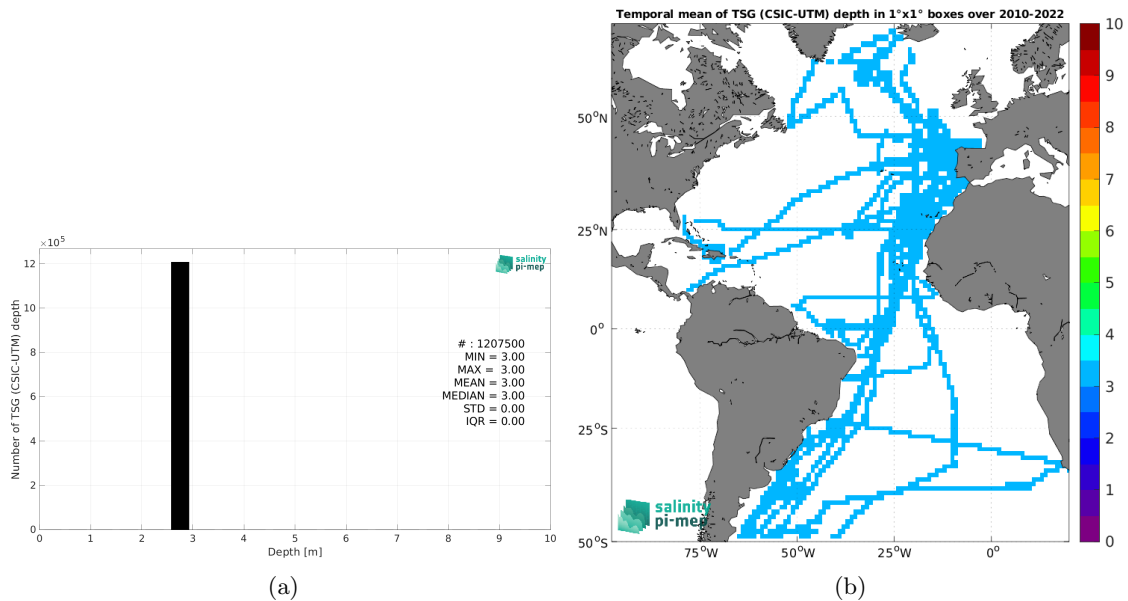 ×10⁵
12
10
8
6
4
2
0
Number of TSG (CSIC-UTM) depth
0 1 2 3 4 5 6 7 8 9 10
Depth [m]
salinity
pi-mep
# : 1207500
MIN = 3.00
MAX = 3.00
MEAN = 3.00
MEDIAN = 3.00
STD = 0.00
IQR = 0.00
(a)
Temporal mean of TSG (CSIC-UTM) depth in 1°x1° boxes over 2010-2022
50°N
25°N
0°
25°S
50°S
75°W 50°W 25°W 0°
salinity
pi-mep
10
9
8
7
6
5
4
3
2
1
0
(b)